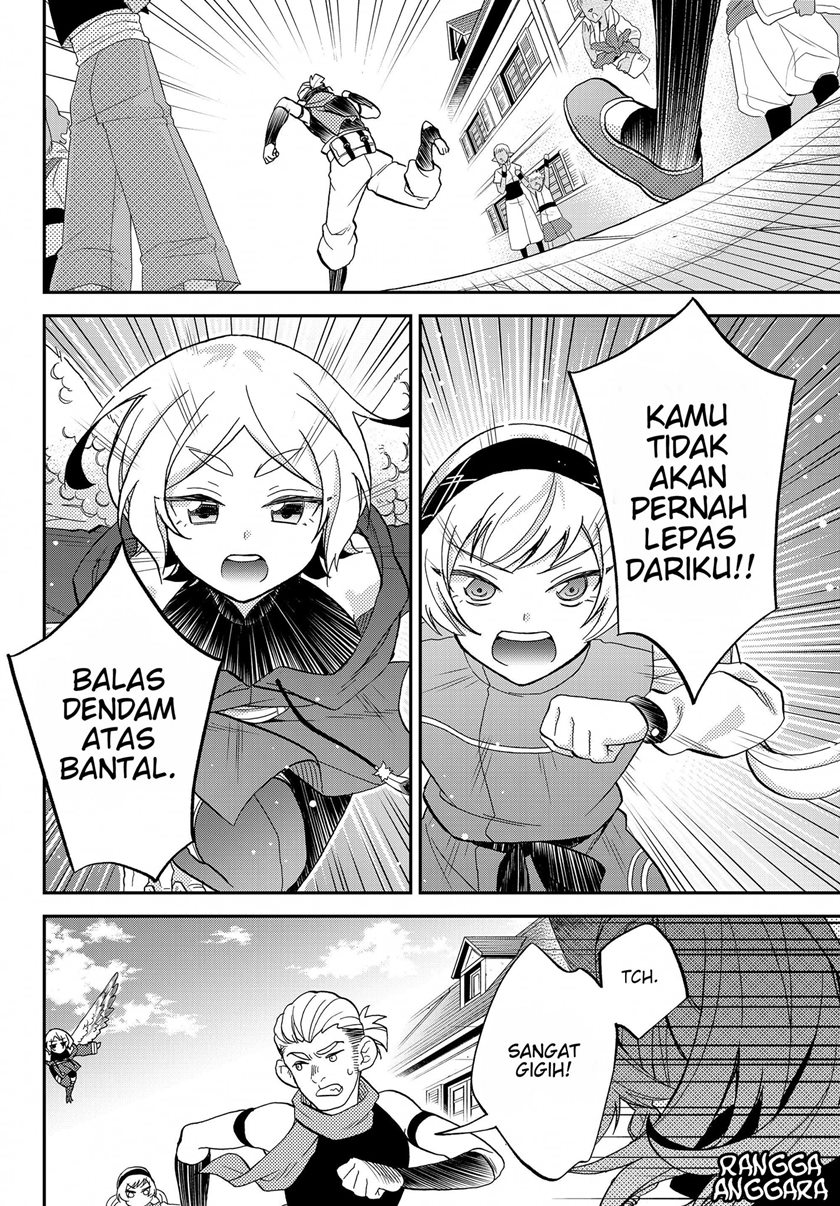 KAMU
TIDAK
AKAN
PERNAH
LEPAS
DARIKU!!
BALAS
DENDAM
ATAS
BANTAL.
TCH.
SANGAT
GIGIH!
RANGGA
ANGGARA